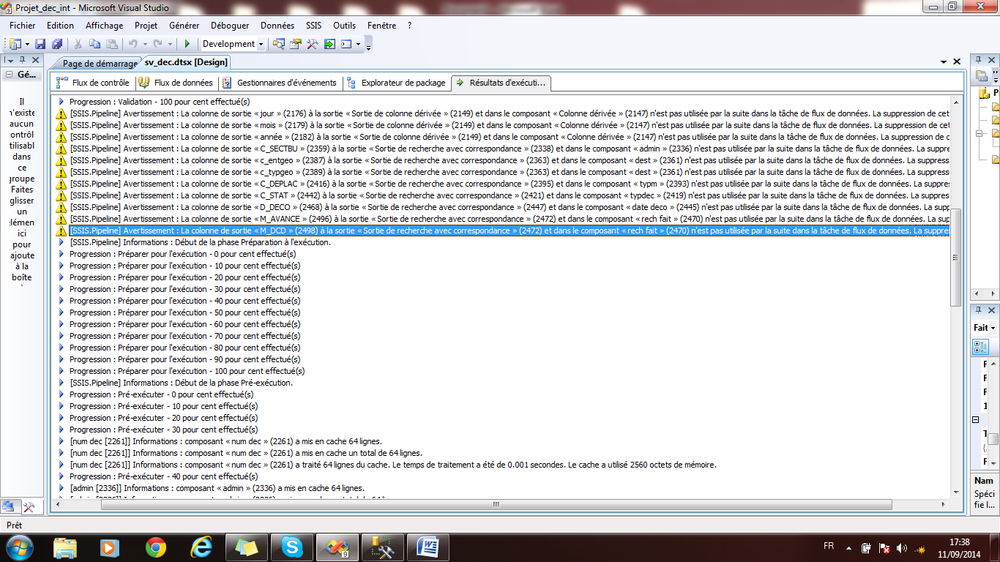 Projet_dec_int - Microsoft Visual Studio
Fichier Edition Affichage Projet Générer Déboguer Données SSIS Outils Fenêtre ?
Development
Gé...
Page de démarrage sv_dec.dtsx [Design]
Flux de contrôle Flux de données Gestionnaires d'événements Explorateur de package Résultats d'exécuti...
Il
n'existe
aucun
contrôle
utilisabl
dans
ce
groupe.
Faites
glisser
un
élémen
ici
pour
ajoute
à la
boîte
Progression : Validation - 100 pour cent effectué(s)
[SSIS.Pipeline] Avertissement : La colonne de sortie « jour » (2176) à la sortie « Sortie de colonne dérivée » (2149) et dans le composant « Colonne dérivée » (2147) n'est pas utilisée par la suite dans la tâche de flux de données. La suppression de cet
[SSIS.Pipeline] Avertissement : La colonne de sortie « mois » (2179) à la sortie « Sortie de colonne dérivée » (2149) et dans le composant « Colonne dérivée » (2147) n'est pas utilisée par la suite dans la tâche de flux de données. La suppression de ce
[SSIS.Pipeline] Avertissement : La colonne de sortie « année » (2182) à la sortie « Sortie de colonne dérivée » (2149) et dans le composant « Colonne dérivée » (2147) n'est pas utilisée par la suite dans la tâche de flux de données. La suppression de c
[SSIS.Pipeline] Avertissement : La colonne de sortie « C_SECTBU » (2359) à la sortie « Sortie de recherche avec correspondance » (2338) et dans le composant « admin » (2336) n'est pas utilisée par la suite dans la tâche de flux de données. La sup
[SSIS.Pipeline] Avertissement : La colonne de sortie « c_entgeo » (2387) à la sortie « Sortie de recherche avec correspondance » (2363) et dans le composant « dest » (2361) n'est pas utilisée par la suite dans la tâche de flux de données. La suppress
[SSIS.Pipeline] Avertissement : La colonne de sortie « c_typgeo » (2389) à la sortie « Sortie de recherche avec correspondance » (2363) et dans le composant « dest » (2361) n'est pas utilisée par la suite dans la tâche de flux de données. La suppress
[SSIS.Pipeline] Avertissement : La colonne de sortie « C_DEPLAC » (2416) à la sortie « Sortie de recherche avec correspondance » (2395) et dans le composant « typm » (2393) n'est pas utilisée par la suite dans la tâche de flux de données. La supp
[SSIS.Pipeline] Avertissement : La colonne de sortie « C_STAT » (2442) à la sortie « Sortie de recherche avec correspondance » (2421) et dans le composant « typdec » (2419) n'est pas utilisée par la suite dans la tâche de flux de données. La suppres
[SSIS.Pipeline] Avertissement : La colonne de sortie « D_DECO » (2468) à la sortie « Sortie de recherche avec correspondance » (2447) et dans le composant « date deco » (2445) n'est pas utilisée par la suite dans la tâche de flux de données. La sup
[SSIS.Pipeline] Avertissement : La colonne de sortie « M_AVANCE » (2496) à la sortie « Sortie de recherche avec correspondance » (2472) et dans le composant « rech fait » (2470) n'est pas utilisée par la suite dans la tâche de flux de données. La sup
[SSIS.Pipeline] Avertissement : La colonne de sortie « M_DCD » (2498) à la sortie « Sortie de recherche avec correspondance » (2472) et dans le composant « rech fait » (2470) n'est pas utilisée par la suite dans la tâche de flux de données. La suppres
[SSIS.Pipeline] Informations : Début de la phase Préparation à l'exécution.
Progression : Préparer pour l'exécution - 0 pour cent effectué(s)
Progression : Préparer pour l'exécution - 10 pour cent effectué(s)
Progression : Préparer pour l'exécution - 20 pour cent effectué(s)
Progression : Préparer pour l'exécution - 30 pour cent effectué(s)
Progression : Préparer pour l'exécution - 40 pour cent effectué(s)
Progression : Préparer pour l'exécution - 50 pour cent effectué(s)
Progression : Préparer pour l'exécution - 60 pour cent effectué(s)
Progression : Préparer pour l'exécution - 70 pour cent effectué(s)
Progression : Préparer pour l'exécution - 80 pour cent effectué(s)
Progression : Préparer pour l'exécution - 90 pour cent effectué(s)
Progression : Préparer pour l'exécution - 100 pour cent effectué(s)
[SSIS.Pipeline] Informations : Début de la phase Pré-exécution.
Progression : Pré-exécuter - 0 pour cent effectué(s)
Progression : Pré-exécuter - 10 pour cent effectué(s)
Progression : Pré-exécuter - 20 pour cent effectué(s)
Progression : Pré-exécuter - 30 pour cent effectué(s)
[num dec [2261]] Informations : composant « num dec » (2261) a mis en cache 64 lignes.
[num dec [2261]] Informations : composant « num dec » (2261) a mis en cache un total de 64 lignes.
[num dec [2261]] Informations : composant « num dec » (2261) a traité 64 lignes du cache. Le temps de traitement a été de 0.001 secondes. Le cache a utilisé 2560 octets de mémoire.
Progression : Pré-exécuter - 40 pour cent effectué(s)
[admin [2336]] Informations : composant « admin » (2336) a mis en cache 64 lignes.
P
Fait
Nam
Spéci
fie l...
Prêt
FR
17:38
11/09/2014